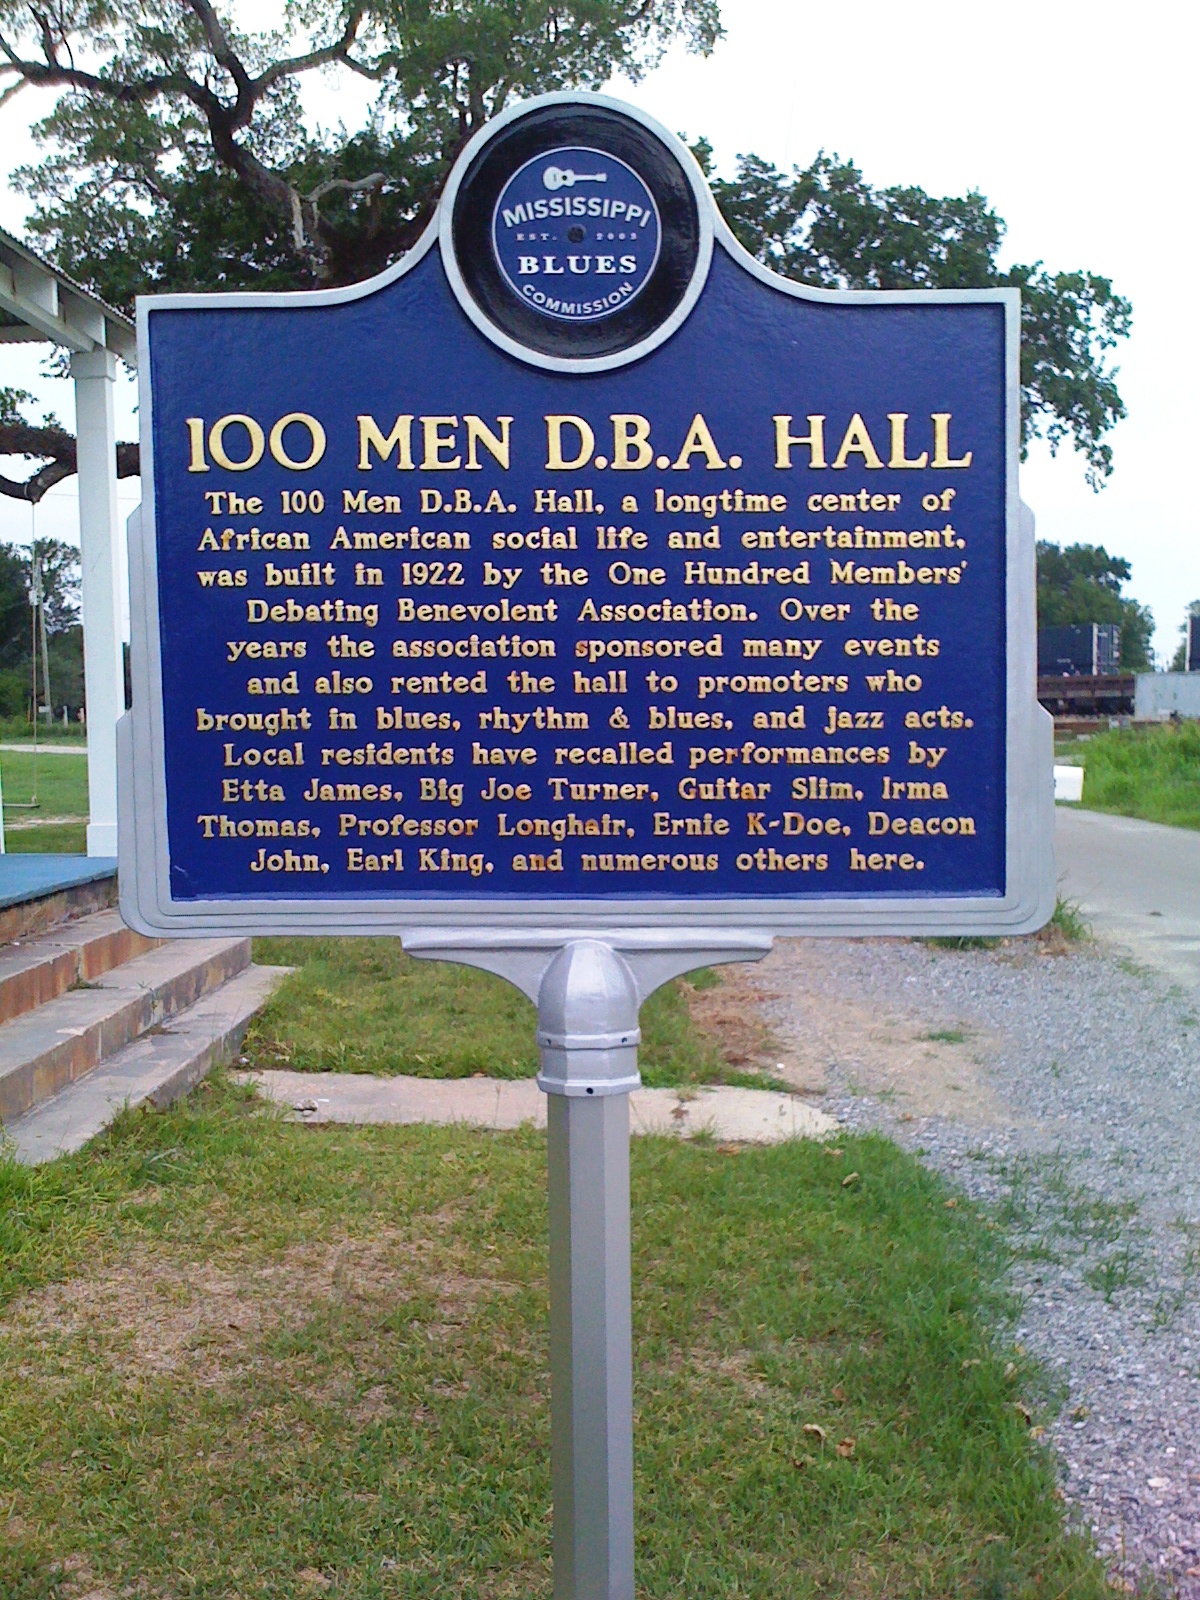 MISSISSIPPI
EST. 2003
BLUES
COMMISSION
100 MEN D.B.A. HALL
The 100 Men D.B.A. Hall, a longtime center of
African American social life and entertainment,
was built in 1922 by the One Hundred Members'
Debating Benevolent Association. Over the
years the association sponsored many events
and also rented the hall to promoters who
brought in blues, rhythm & blues, and jazz acts.
Local residents have recalled performances by
Etta James, Big Joe Turner, Guitar Slim, Irma
Thomas, Professor Longhair, Ernie K-Doe, Deacon
John, Earl King, and numerous others here.